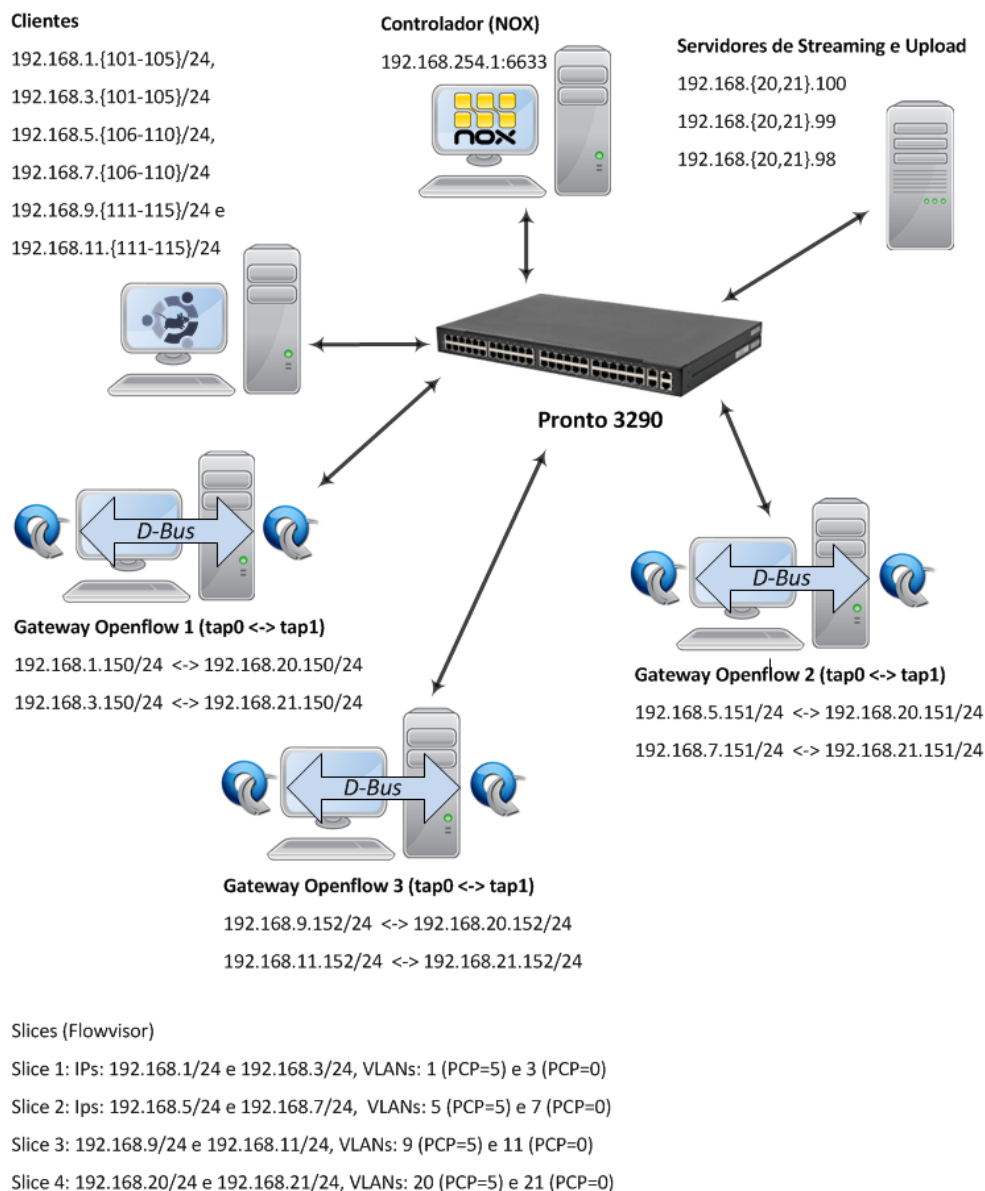 Clientes
192.168.1.{101-105}/24,
192.168.3.{101-105}/24
192.168.5.{106-110}/24,
192.168.7.{106-110}/24
192.168.9.{111-115}/24 e
192.168.11.{111-115}/24
Controlador (NOX)
192.168.254.1:6633
nox
Servidores de Streaming e Upload
192.168.{20,21}.100
192.168.{20,21}.99
192.168.{20,21}.98
Pronto 3290
D-Bus
Gateway Openflow 1 (tap0 <-> tap1)
192.168.1.150/24 <-> 192.168.20.150/24
192.168.3.150/24 <-> 192.168.21.150/24
D-Bus
Gateway Openflow 2 (tap0 <-> tap1)
192.168.5.151/24 <-> 192.168.20.151/24
192.168.7.151/24 <-> 192.168.21.151/24
D-Bus
Gateway Openflow 3 (tap0 <-> tap1)
192.168.9.152/24 <-> 192.168.20.152/24
192.168.11.152/24 <-> 192.168.21.152/24
Slices (Flowvisor)
Slice 1: IPs: 192.168.1/24 e 192.168.3/24, VLANs: 1 (PCP=5) e 3 (PCP=0)
Slice 2: Ips: 192.168.5/24 e 192.168.7/24, VLANs: 5 (PCP=5) e 7 (PCP=0)
Slice 3: 192.168.9/24 e 192.168.11/24, VLANs: 9 (PCP=5) e 11 (PCP=0)
Slice 4: 192.168.20/24 e 192.168.21/24, VLANs: 20 (PCP=5) e 21 (PCP=0)